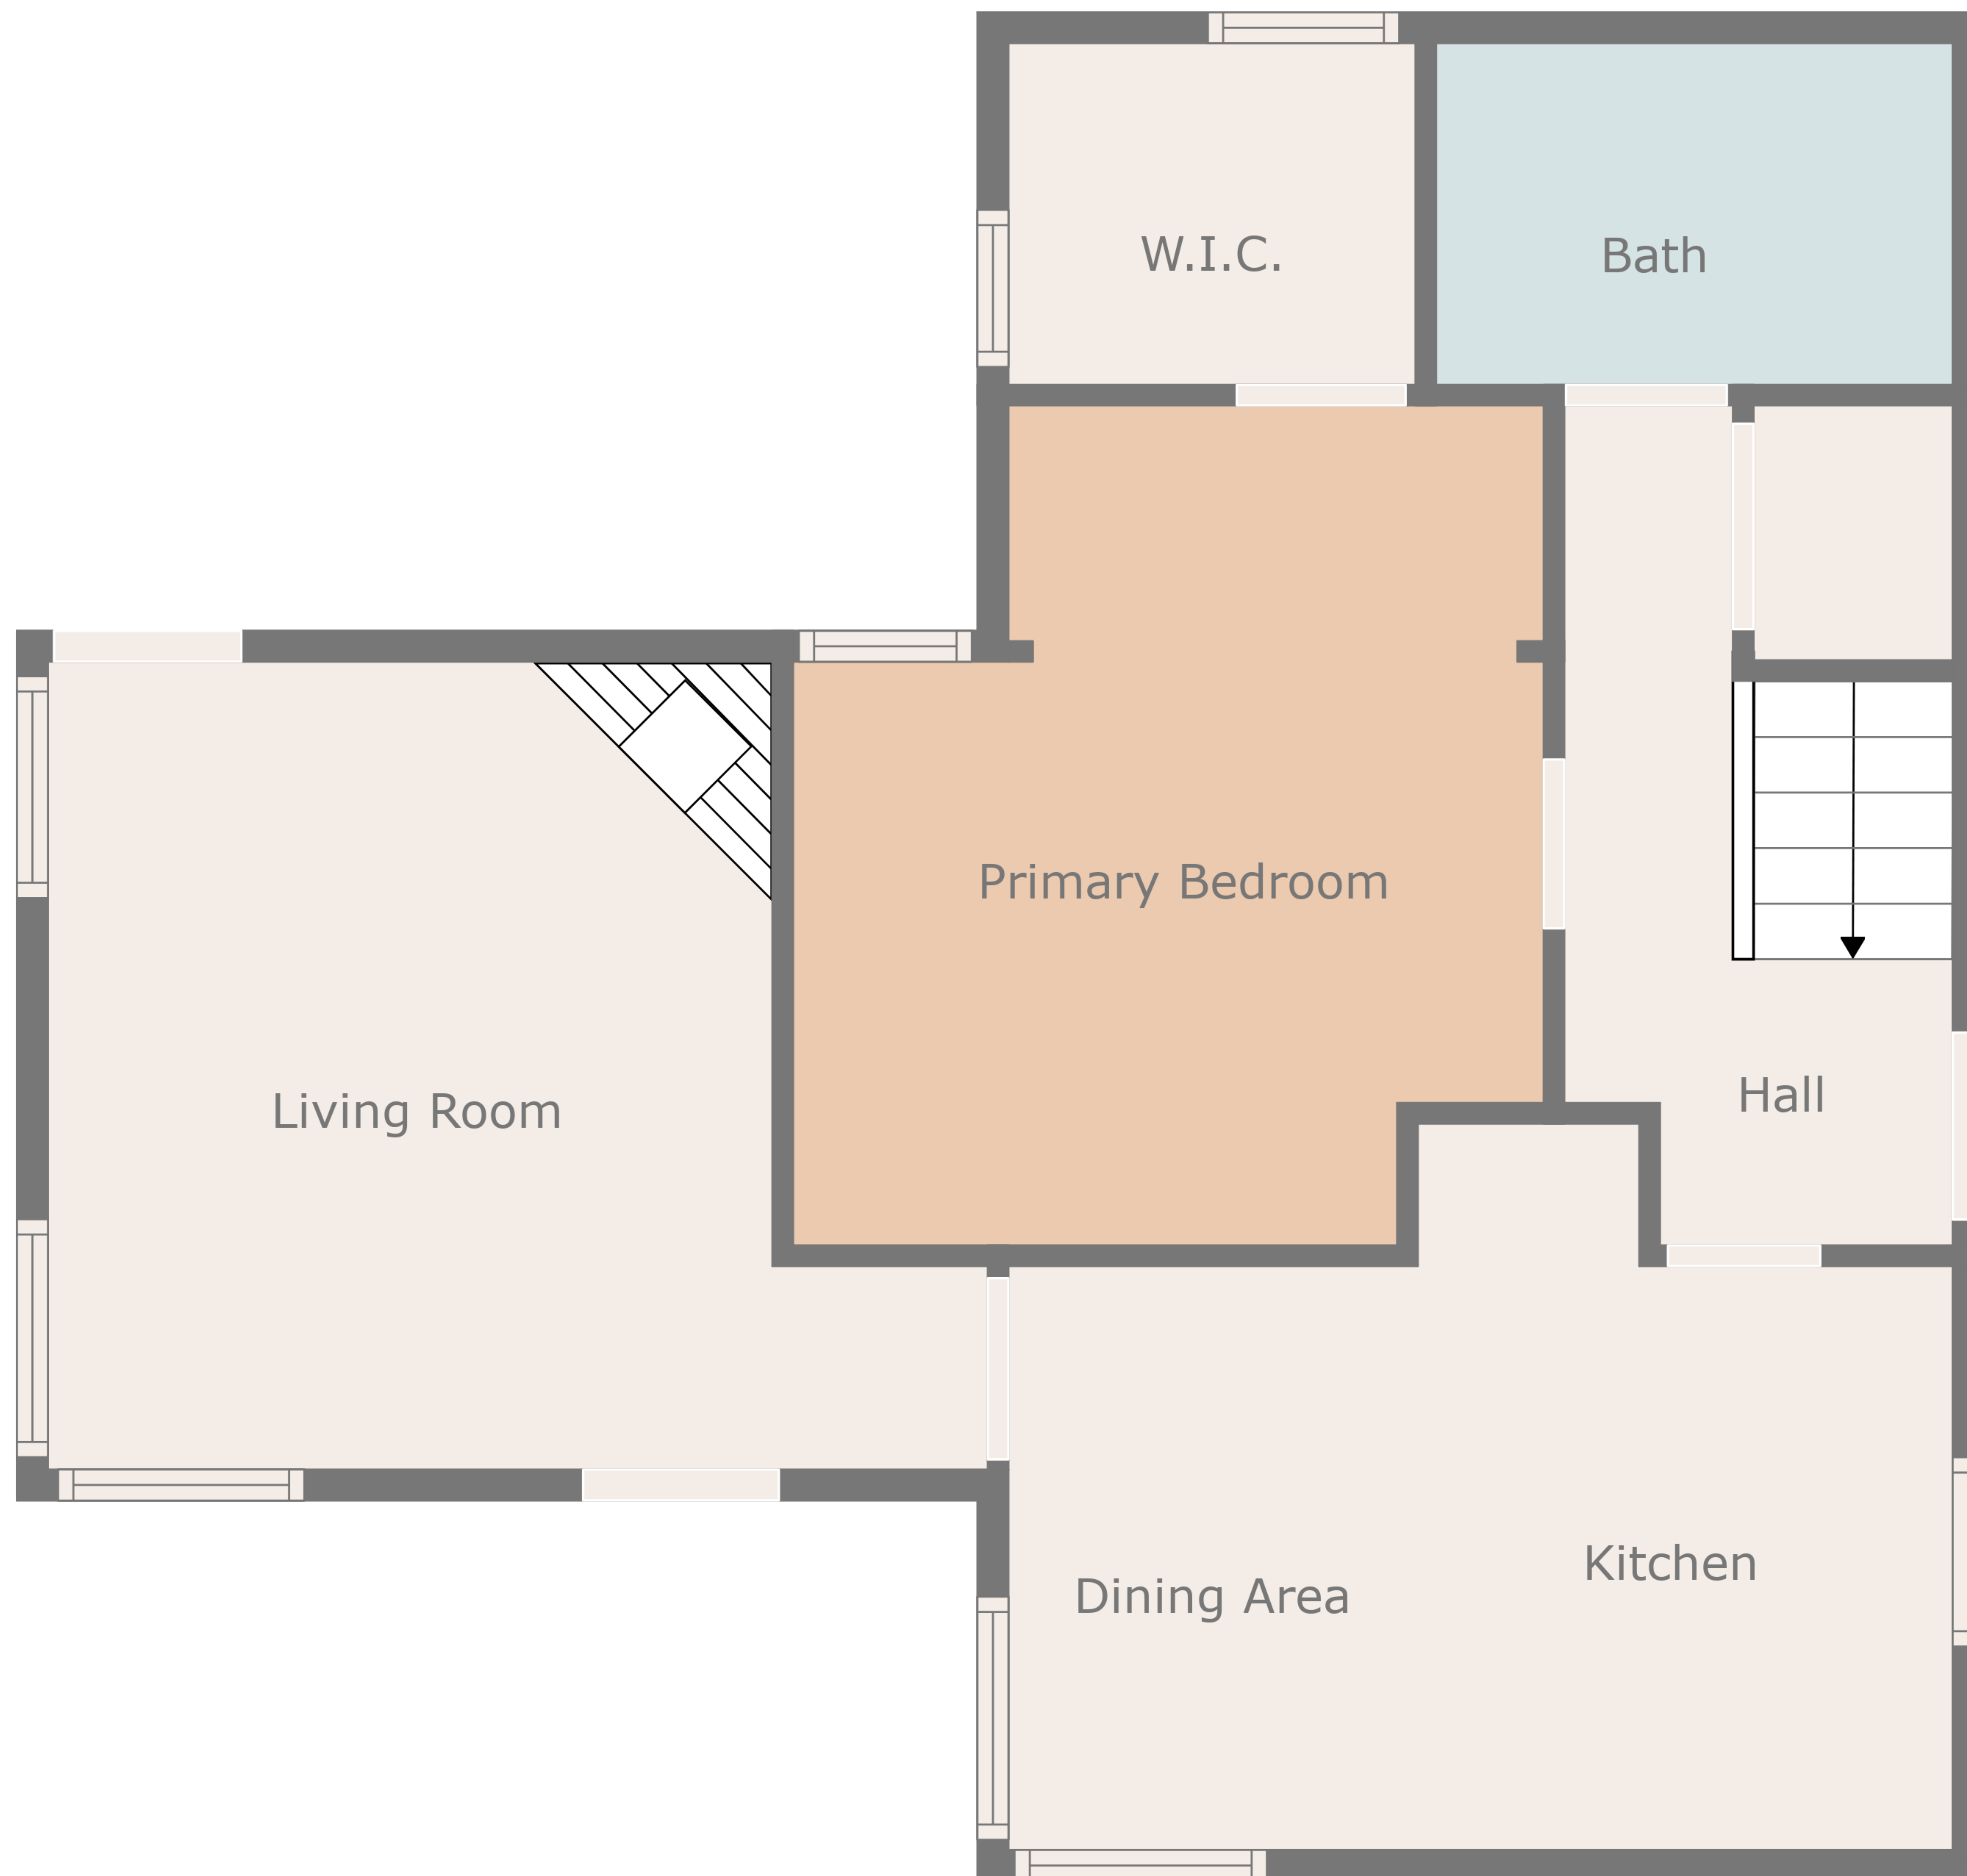 W.I.C.
Bath
Primary Bedroom
Living Room
Hall
Kitchen
Dining Area